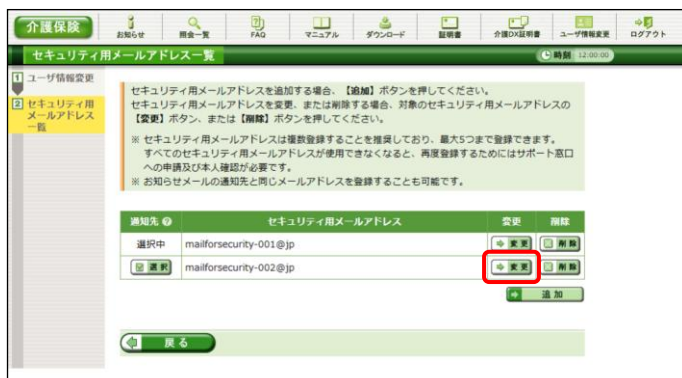 介護保険
お知らせ
照会一覧
FAQ
マニュアル
ダウンロード
証明書
介護DX証明書
ユーザ情報変更
ログアウト
セキュリティ用メールアドレス一覧
時刻 12:00:00
1 ユーザ情報変更
2 セキュリティ用
メールアドレス
一覧
セキュリティ用メールアドレスを追加する場合、【追加】ボタンを押してください。
セキュリティ用メールアドレスを変更、または削除する場合、対象のセキュリティ用メールアドレスの
【変更】ボタン、または【削除】ボタンを押してください。
※ セキュリティ用メールアドレスは複数登録することを推奨しており、最大5つまで登録できます。
すべてのセキュリティ用メールアドレスが使用できなくなると、再度登録するためにはサポート窓口
への申請及び本人確認が必要です。
※ お知らせメールの通知先と同じメールアドレスを登録することも可能です。
通知先 ? セキュリティ用メールアドレス 変更 削除
選択中 mailforsecurity-001@jp 変更 削除
選択 mailforsecurity-002@jp 変更 削除
追加
戻る